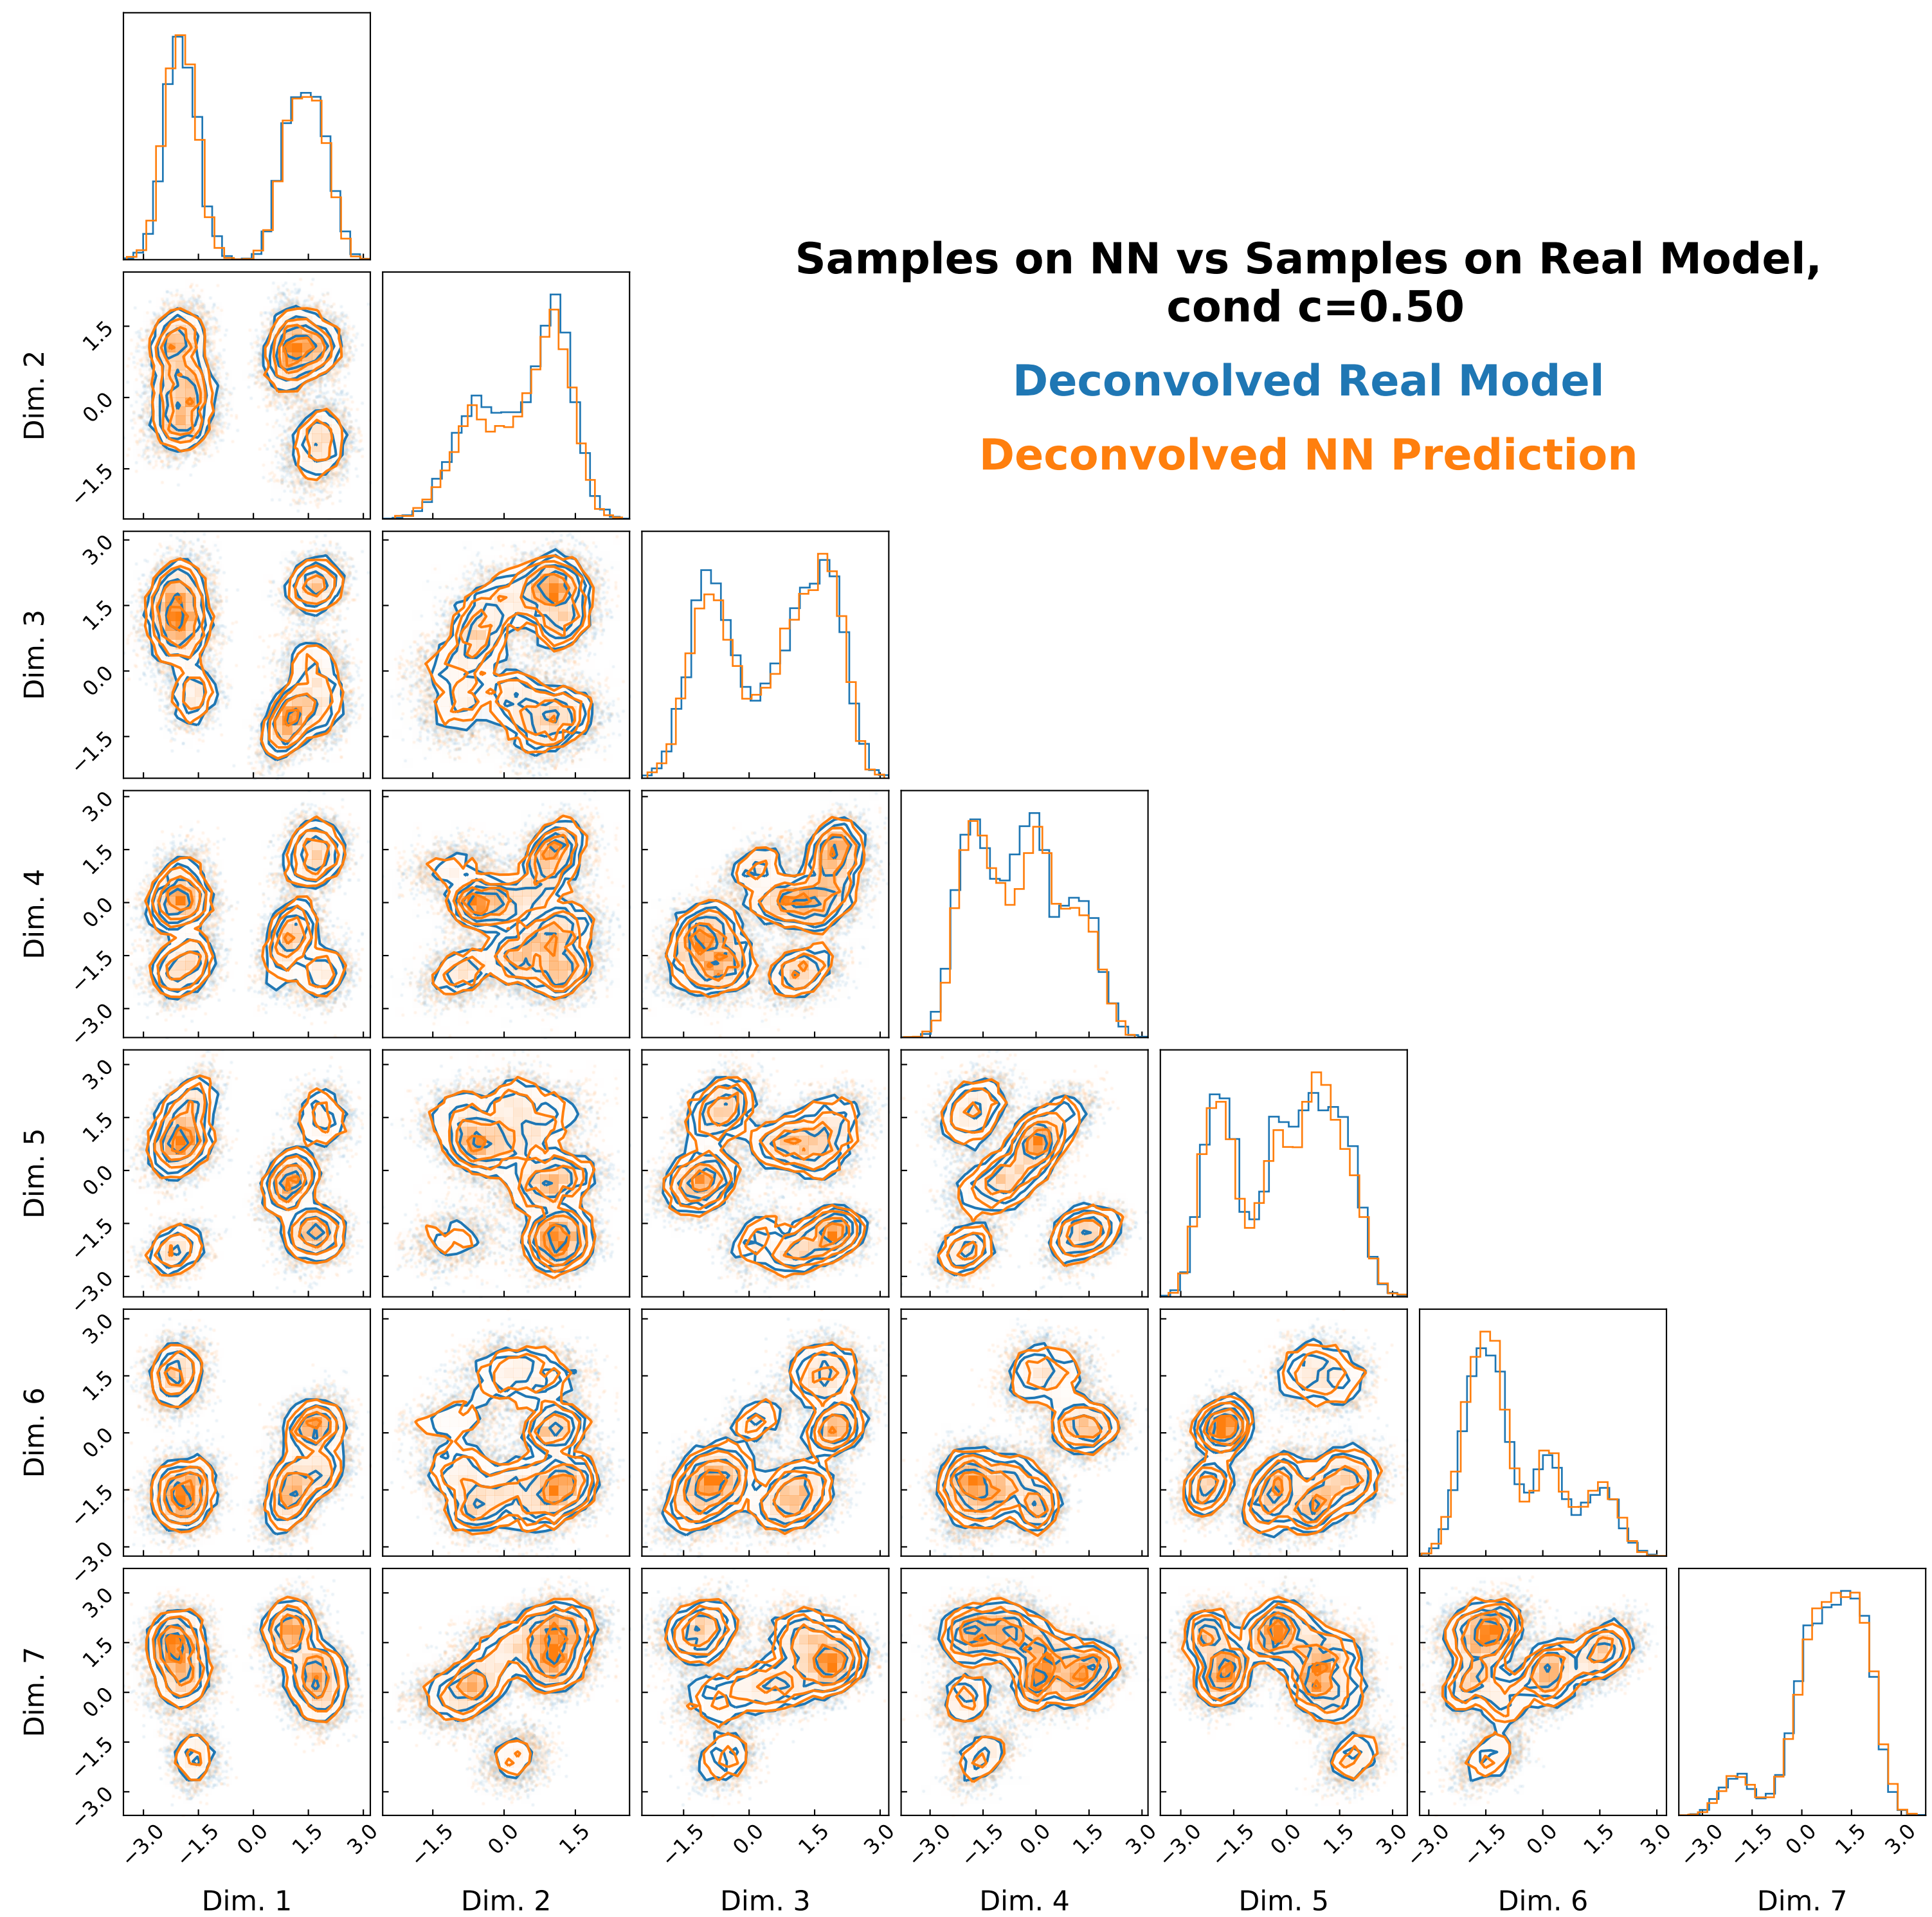 Samples on NN vs Samples on Real Model,
cond c=0.50
Deconvolved Real Model
Deconvolved NN Prediction
Dim. 2
1.5
0.0
−1.5
Dim. 3
3.0
1.5
0.0
−1.5
Dim. 4
3.0
1.5
0.0
−1.5
−3.0
Dim. 5
3.0
1.5
0.0
−1.5
−3.0
Dim. 6
3.0
1.5
0.0
−1.5
−3.0
Dim. 7
3.0
1.5
0.0
−1.5
−3.0
−3.0 −1.5 0.0 1.5 3.0
−1.5 0.0 1.5
−1.5 0.0 1.5 3.0
−3.0 −1.5 0.0 1.5 3.0
−3.0 −1.5 0.0 1.5 3.0
−3.0 −1.5 0.0 1.5 3.0
−3.0 −1.5 0.0 1.5 3.0
Dim. 1
Dim. 2
Dim. 3
Dim. 4
Dim. 5
Dim. 6
Dim. 7